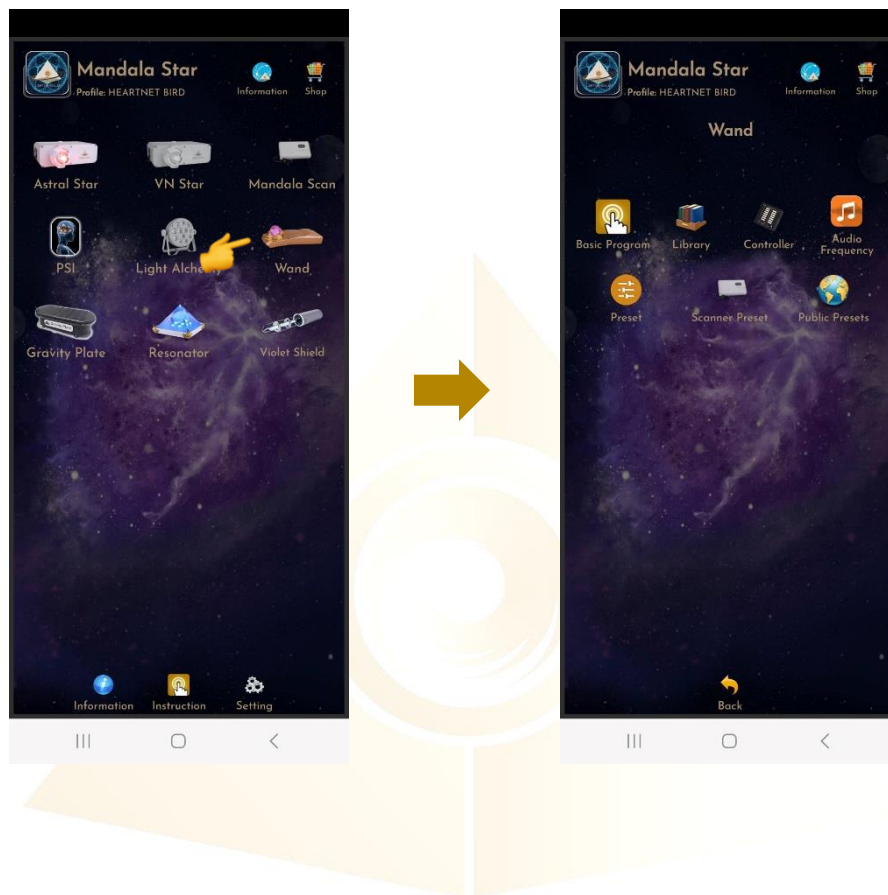 Mandala Star
Profile: HEARTNET BIRD
Information Shop
Astral Star VN Star Mandala Scan
PSI Light Alchemy Wand
Gravity Plate Resonator Violet Shield
Information Instruction Setting
Mandala Star
Profile: HEARTNET BIRD
Information Shop
Wand
Basic Program Library Controller Audio Frequency
Preset Scanner Preset Public Presets
Back